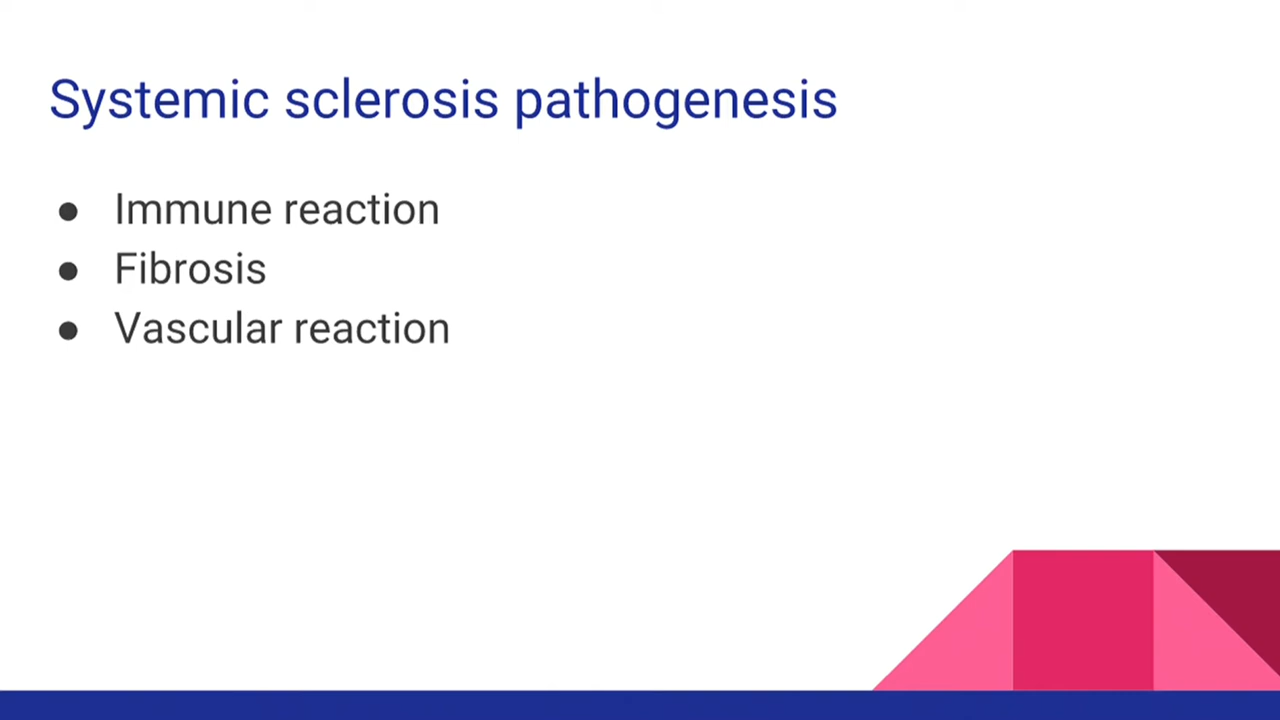 Systemic sclerosis pathogenesis
● Immune reaction
● Fibrosis
● Vascular reaction